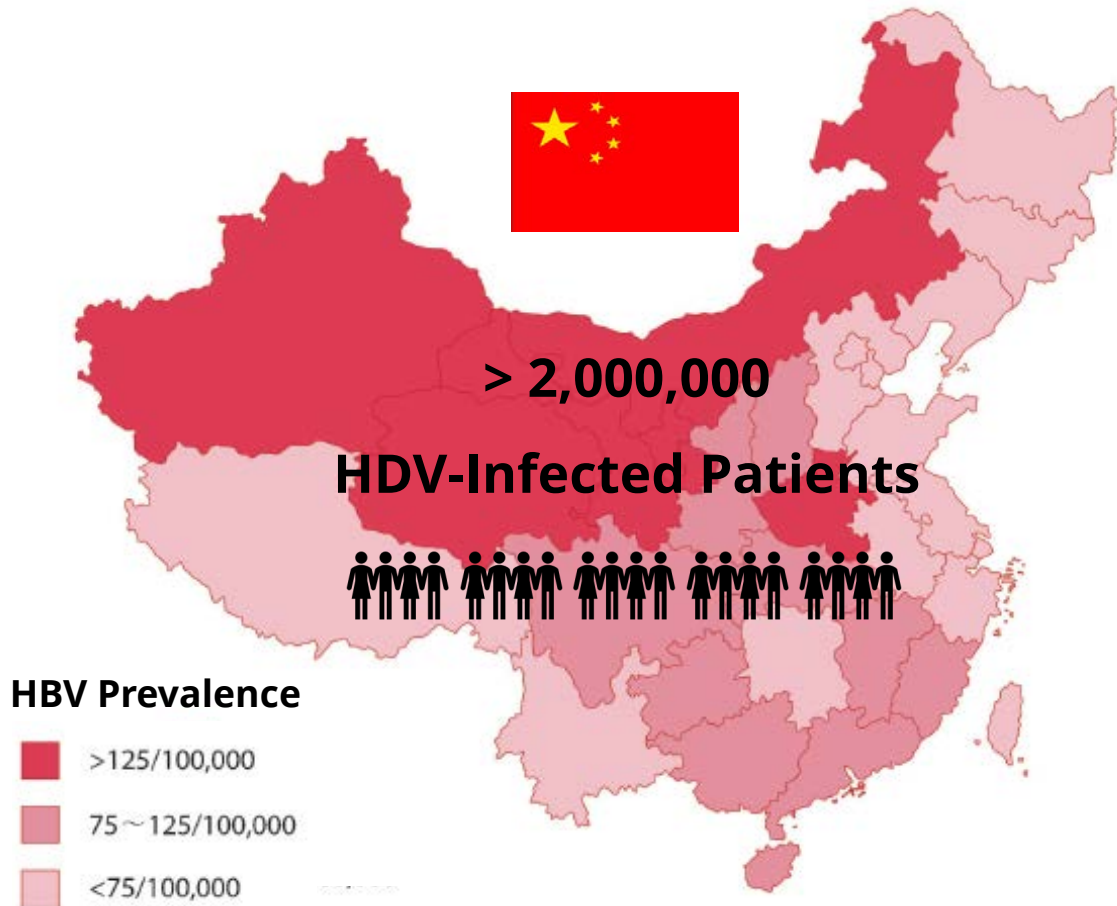 > 2,000,000
HDV-Infected Patients
HBV Prevalence
>125/100,000
75～125/100,000
<75/100,000